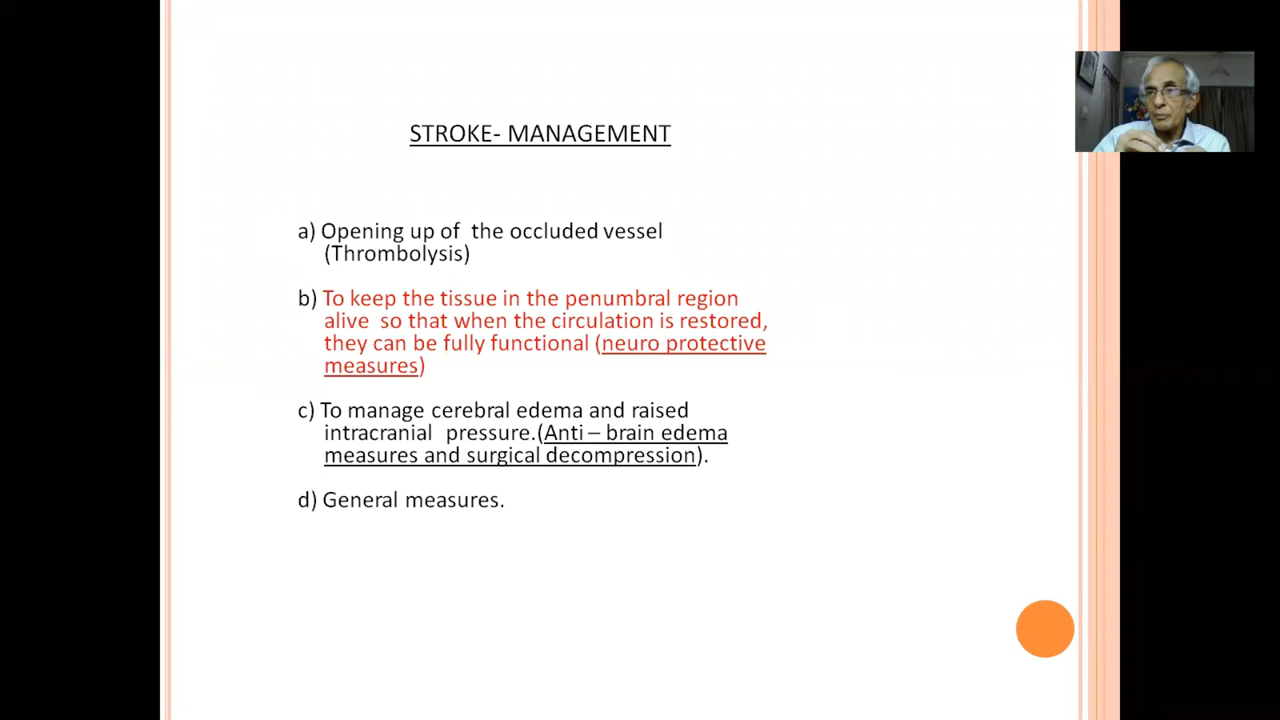 STROKE- MANAGEMENT
a) Opening up of the occluded vessel
(Thrombolysis)
b) To keep the tissue in the penumbral region
alive so that when the circulation is restored,
they can be fully functional (neuro protective
measures)
c) To manage cerebral edema and raised
intracranial pressure.(Anti – brain edema
measures and surgical decompression).
d) General measures.